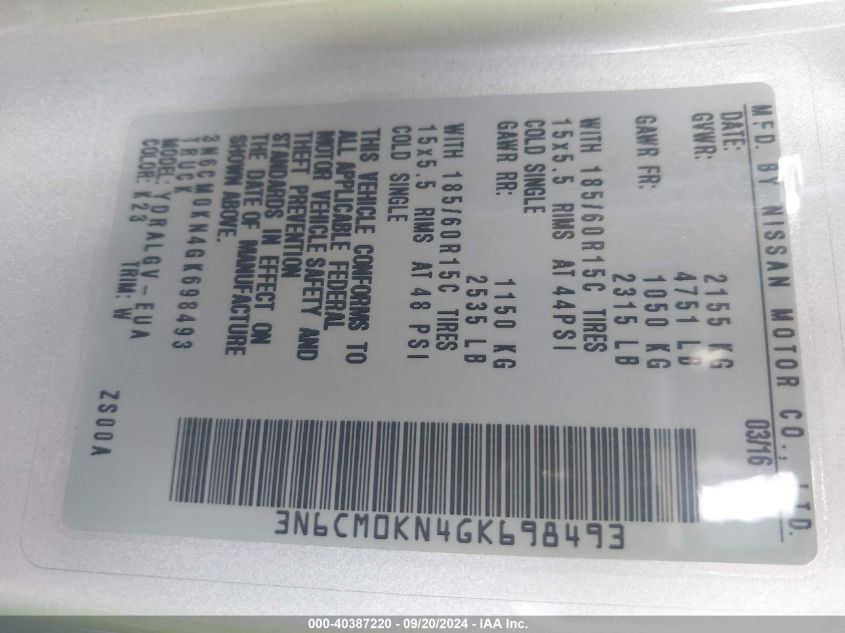 MFD. BY NISSAN MOTOR CO., LTD.
DATE: 03/16
GVWR: 2155 KG
4751 LB
GAWR FR: 1050 KG
2315 LB
WITH 185/60R15C TIRES
15x5.5 RIMS AT 44PSI
COLD SINGLE
GAWR RR: 1150 KG
2535 LB
WITH 185/60R15C TIRES
15x5.5 RIMS AT 48 PSI
COLD SINGLE
THIS VEHICLE CONFORMS TO
ALL APPLICABLE FEDERAL
MOTOR VEHICLE SAFETY AND
THEFT PREVENTION
STANDARDS IN EFFECT ON
THE DATE OF MANUFACTURE
SHOWN ABOVE.
3N6CM0KN4GK698493
TRUCK
MODEL: YDRALGV-EUA
COLOR: K23 TRIM: W
ZS00A
3N6CM0KN4GK698493
000-40387220 - 09/20/2024 - IAA Inc.